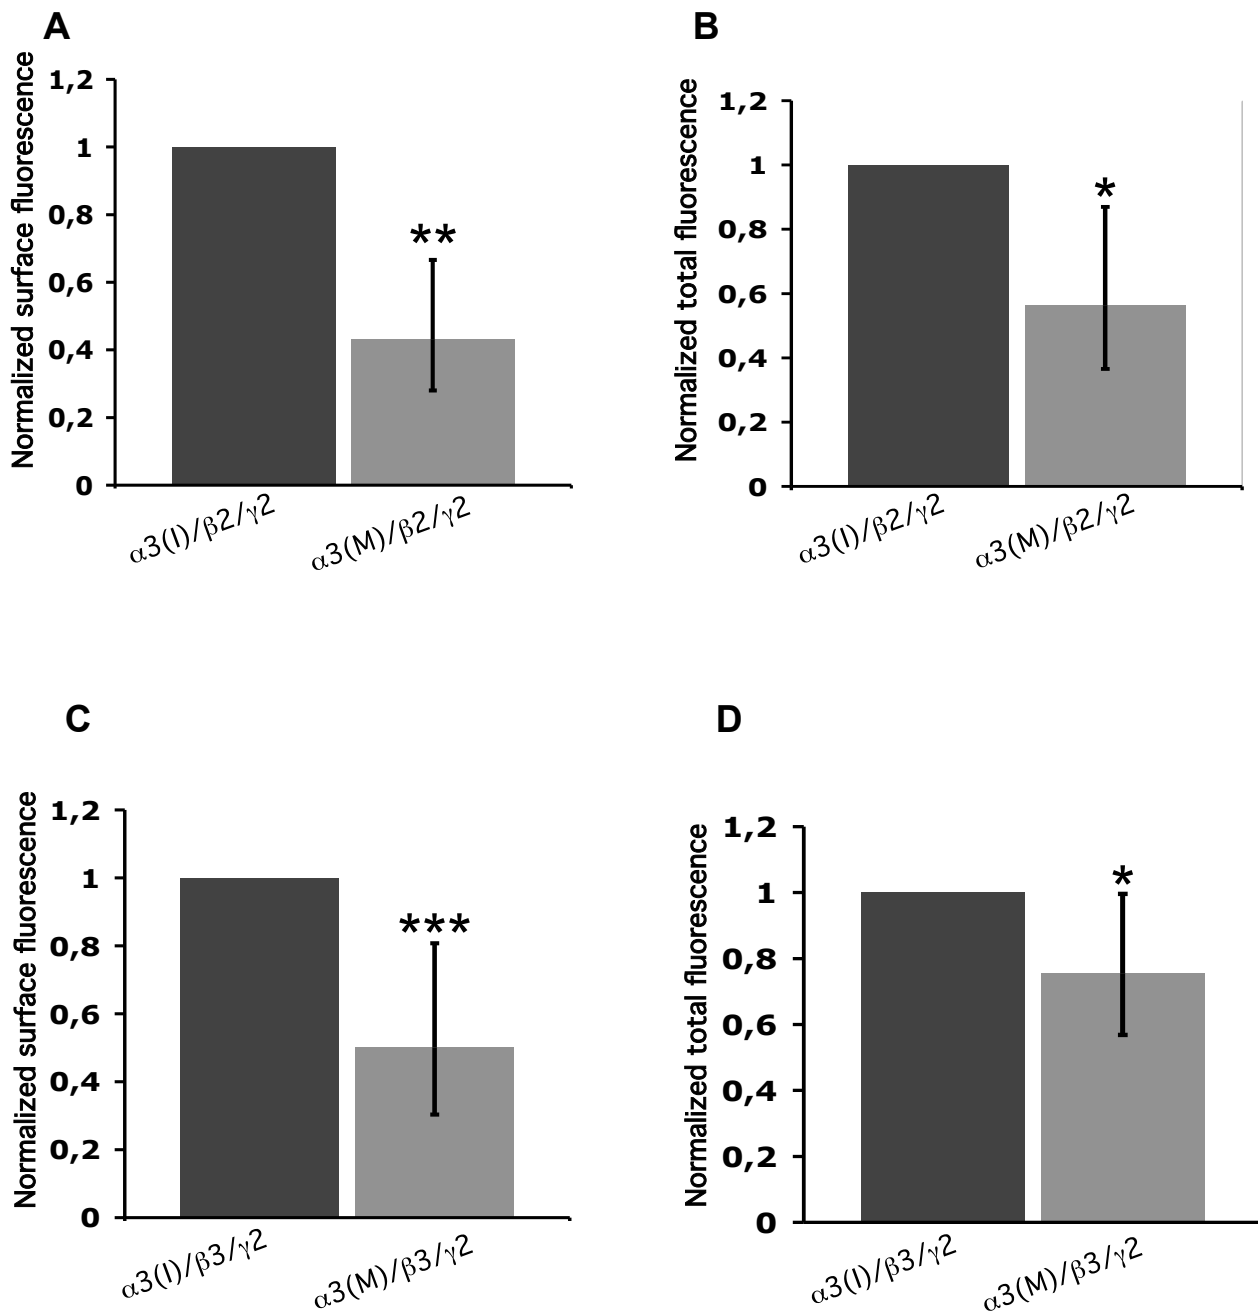 A
Normalized surface fluorescence
1,2
1
0,8
0,6
0,4
0,2
0
**
α3(I)/β2/γ2
α3(M)/β2/γ2
B
Normalized total fluorescence
1,2
1
0,8
0,6
0,4
0,2
0
*
α3(I)/β2/γ2
α3(M)/β2/γ2
C
Normalized surface fluorescence
1,2
1
0,8
0,6
0,4
0,2
0
***
α3(I)/β3/γ2
α3(M)/β3/γ2
D
Normalized total fluorescence
1,2
1
0,8
0,6
0,4
0,2
0
*
α3(I)/β3/γ2
α3(M)/β3/γ2